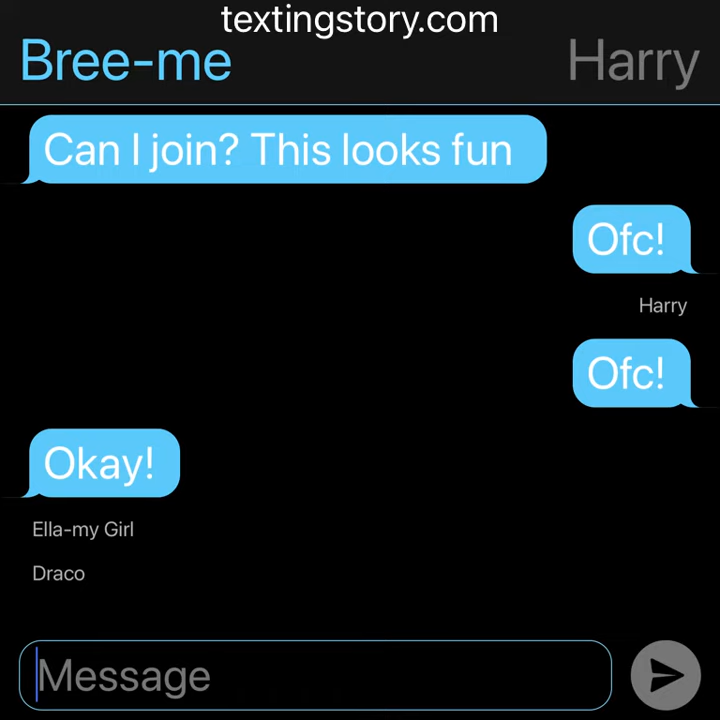 textingstory.com
Bree-me Harry
Can I join? This looks fun
Ofc!
Harry
Ofc!
Okay!
Ella-my Girl
Draco
Message